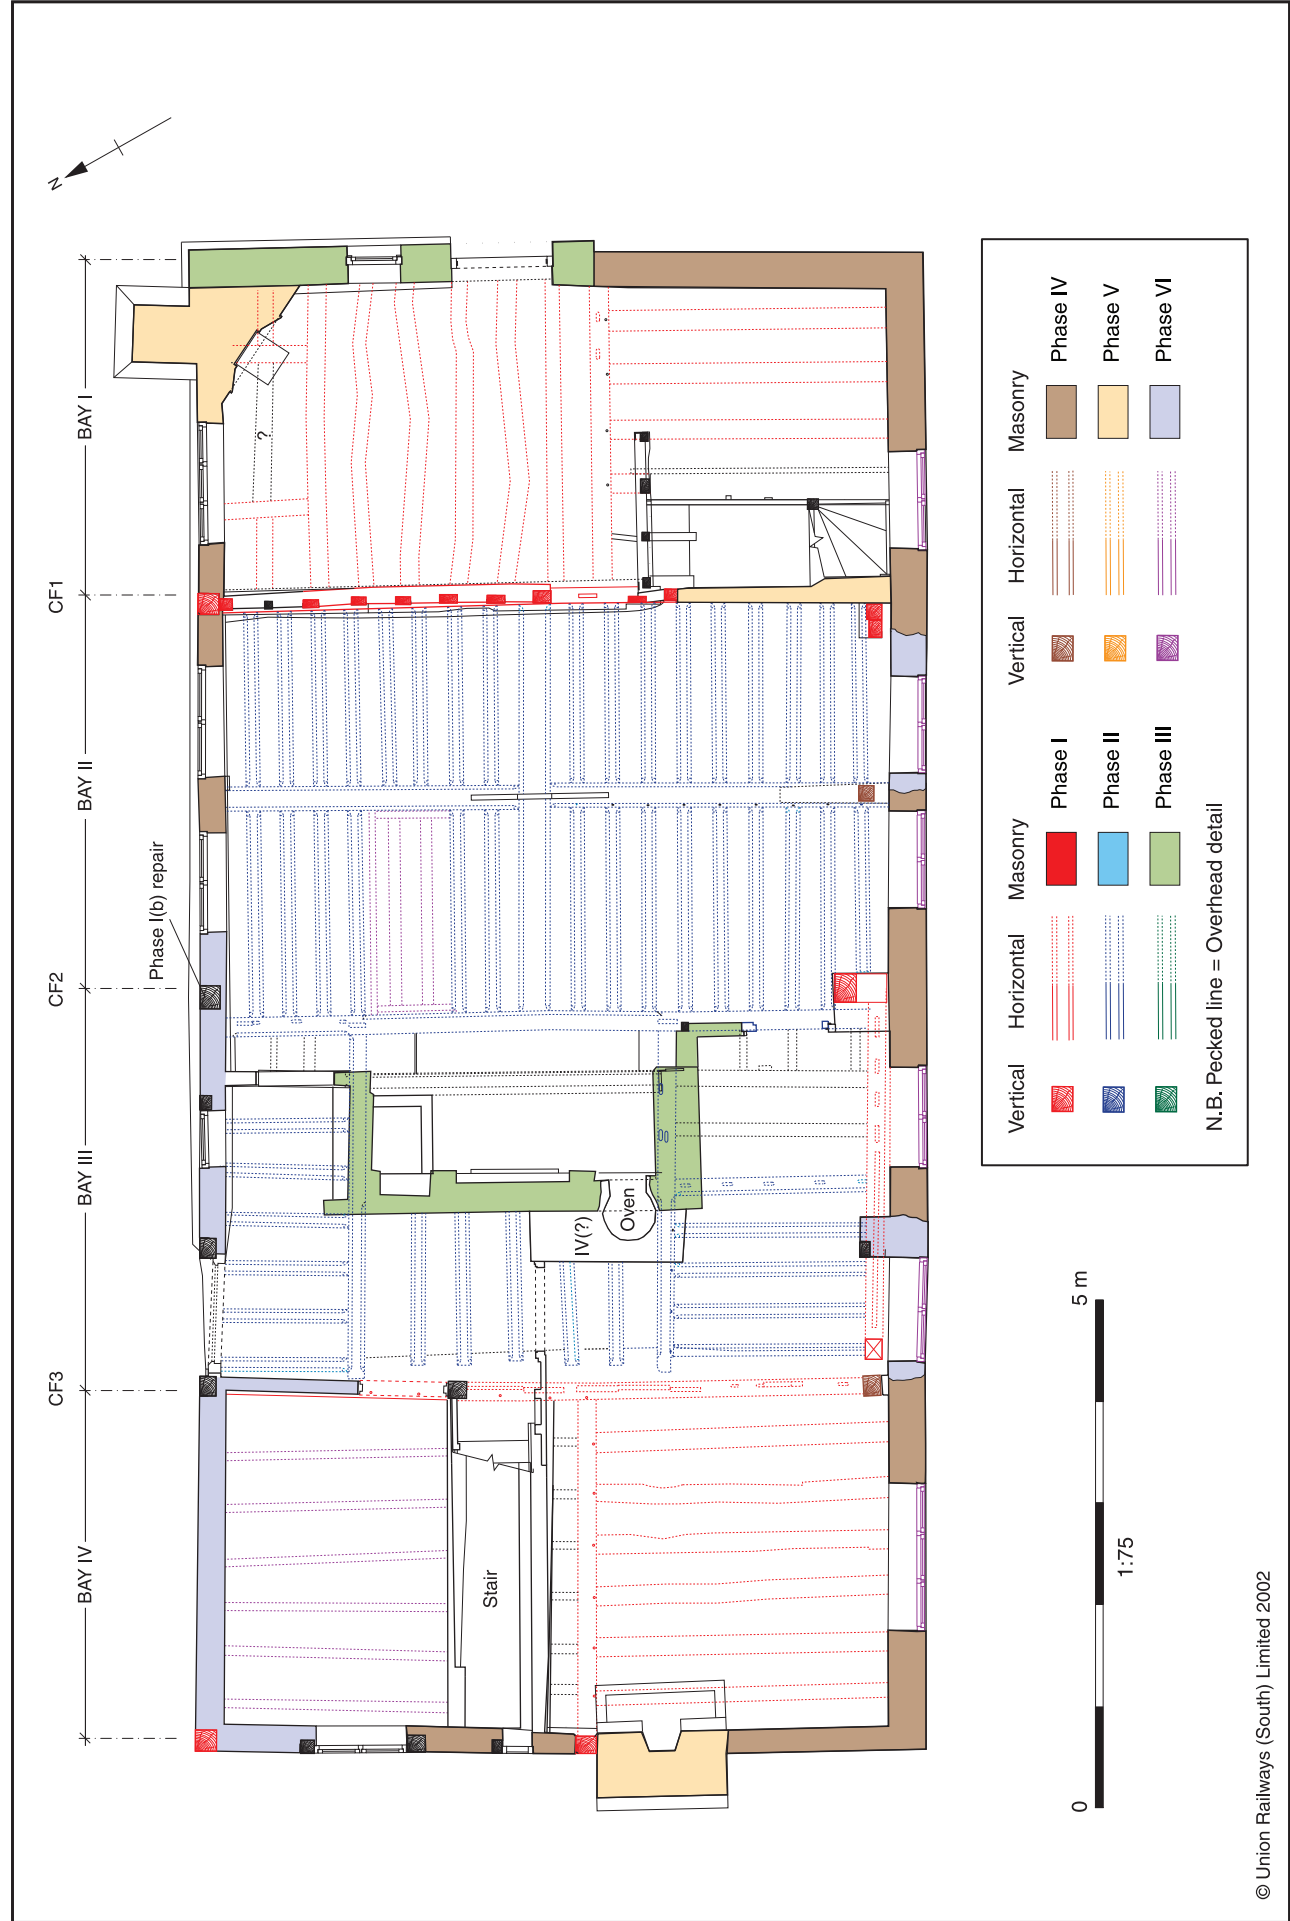 N
BAY IV
CF3
BAY III
CF2
BAY II
CF1
BAY I
Phase I(b) repair
?
Stair
IV(?)
Oven
0
5 m
1:75
Vertical
Horizontal
Masonry
Vertical
Horizontal
Masonry
Phase I
Phase IV
Phase II
Phase V
Phase III
Phase VI
N.B. Pecked line = Overhead detail
© Union Railways (South) Limited 2002